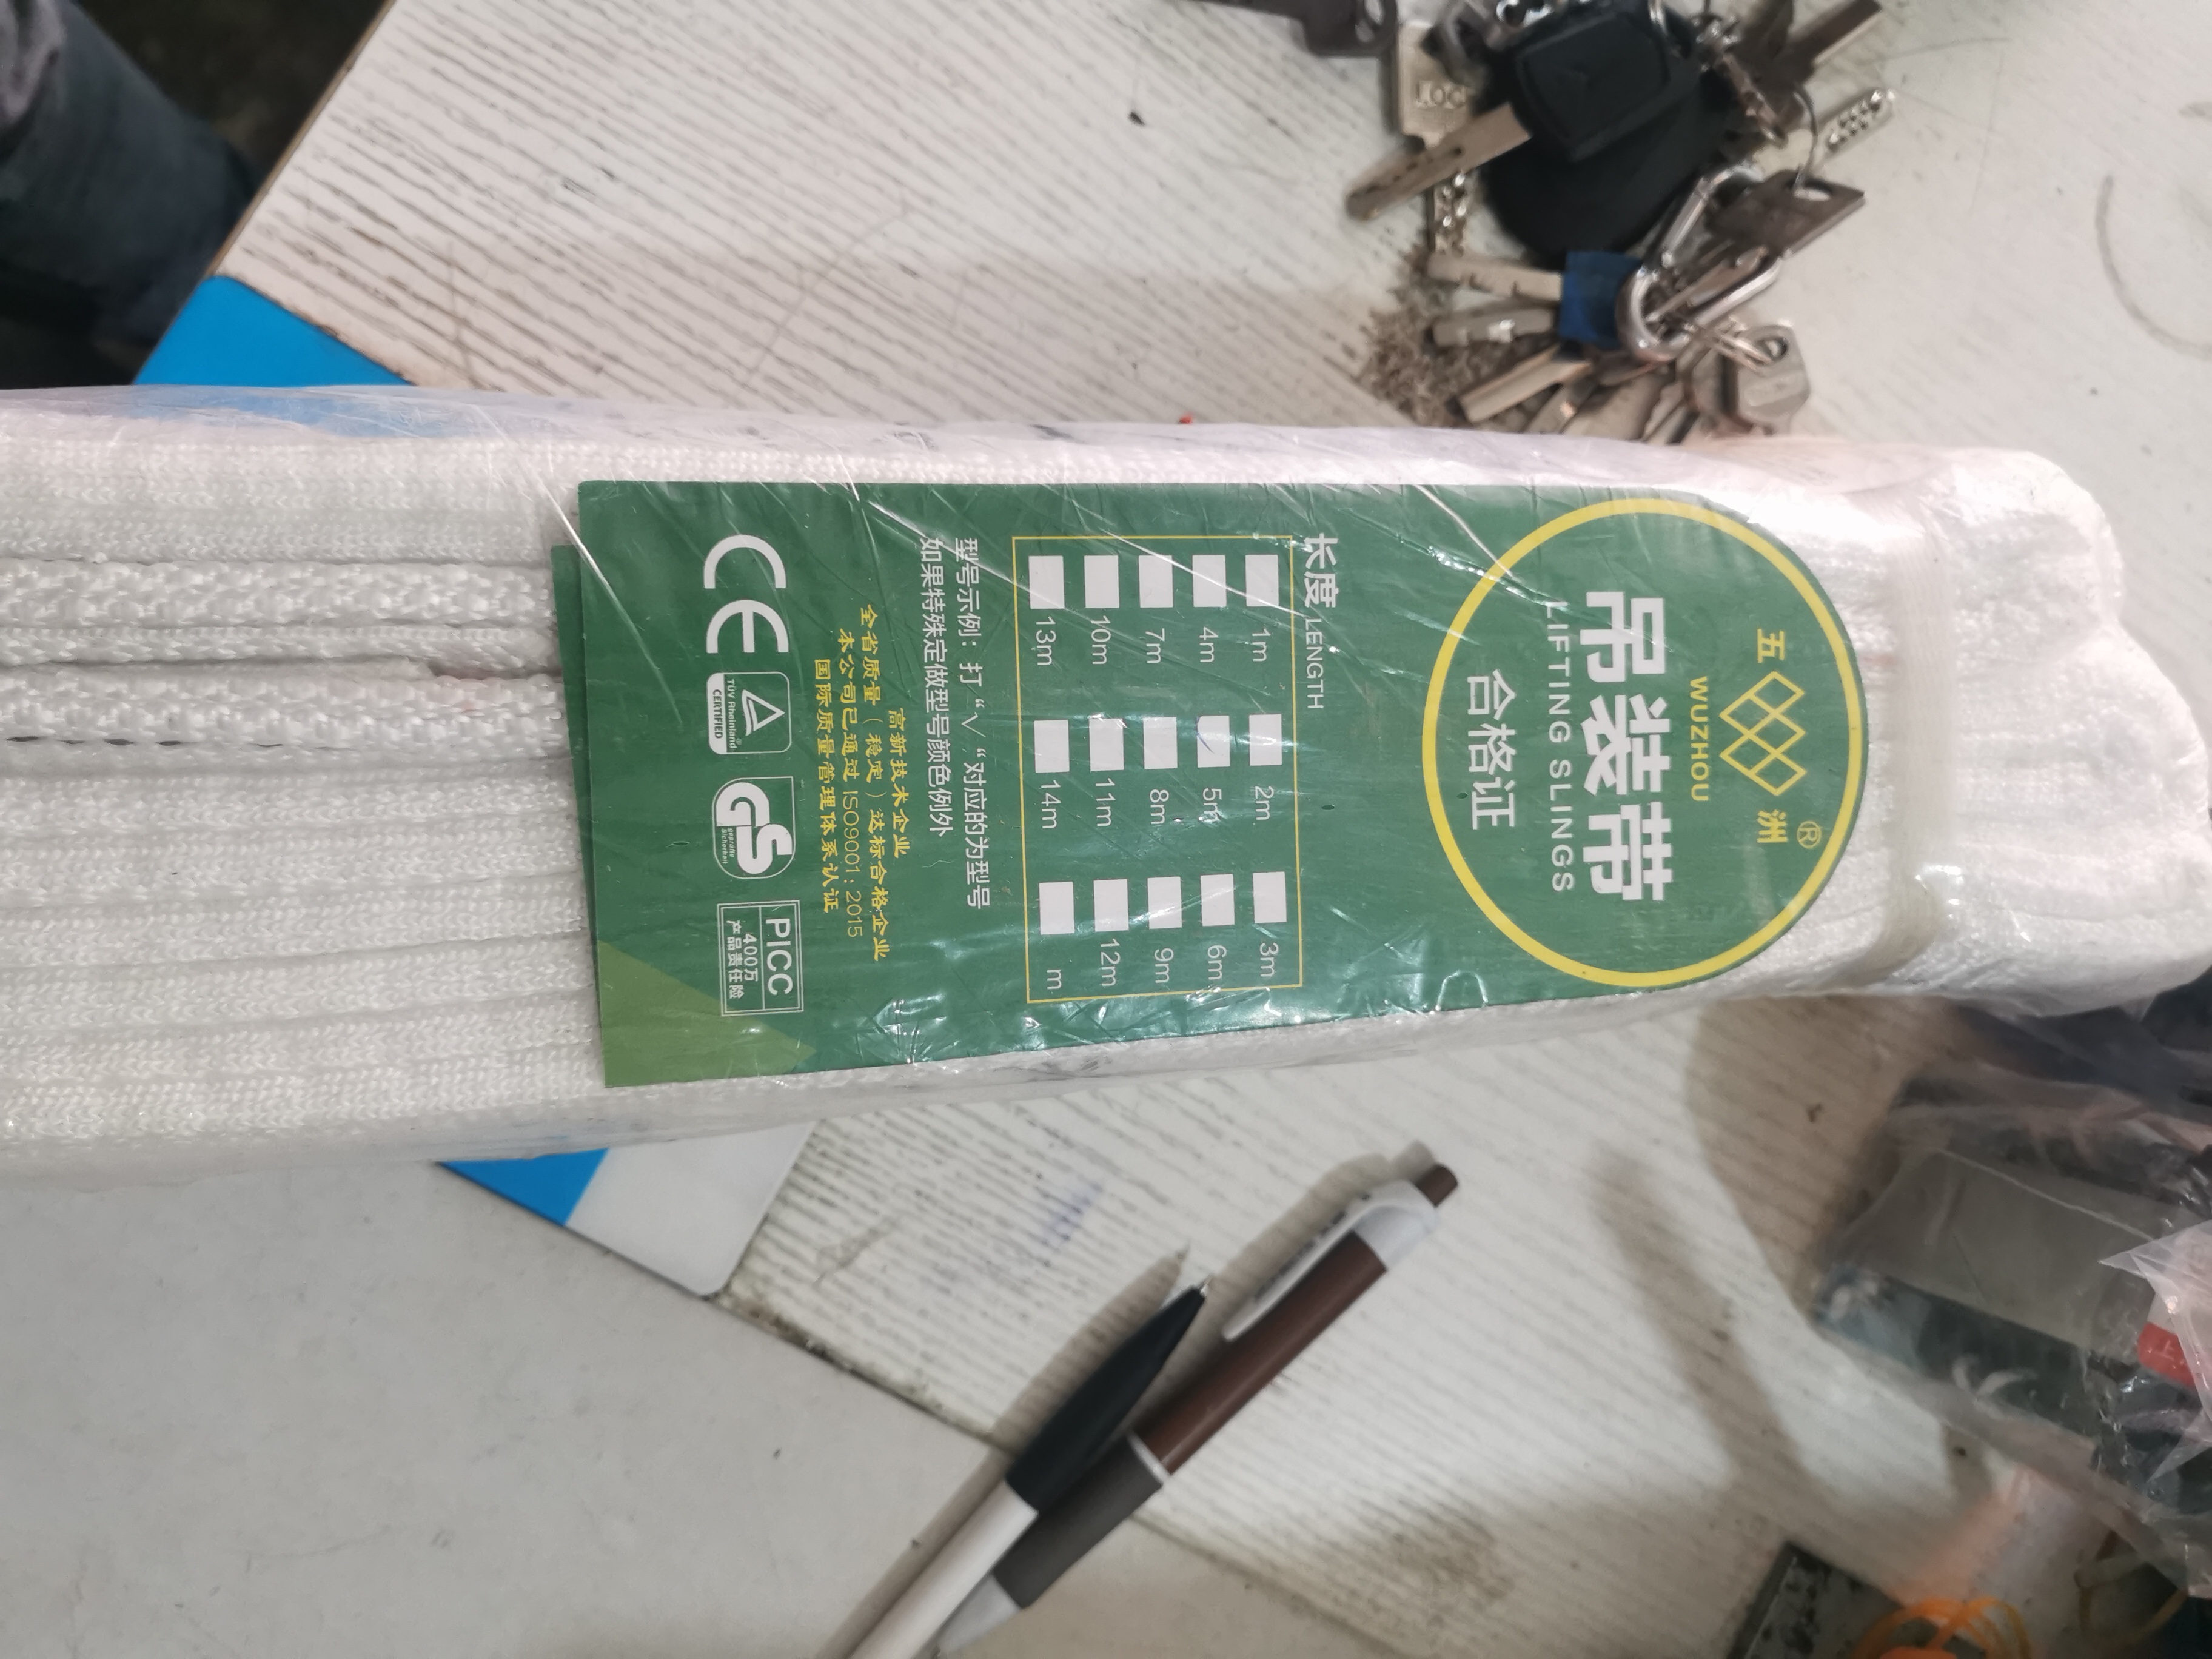 五 洲 ®
WUZHOU
吊装带
LIFTING SLINGS
合格证
长度 LENGTH
1m 2m 3m
4m 5m 6m
7m 8m 9m
10m 11m 12m
13m 14m m
型号示例：打“√“对应的为型号
如果特殊定做型号颜色例外
高新技术企业
全省质量（稳定）达标合格企业
本公司已通过 ISO9001:2015
国际质量管理体系认证
CE
TÜV Rheinland®
CERTIFIED
GS
geprüfte
Sicherheit
PICC
400万
产品责任险
LOC